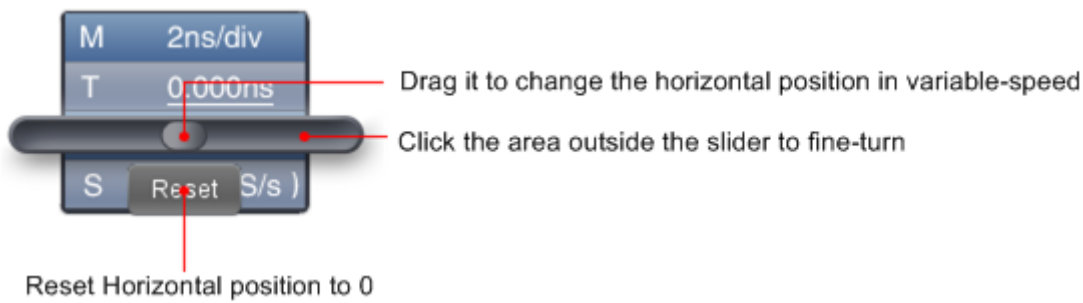 M 2ns/div
T 0.000ns
Drag it to change the horizontal position in variable-speed
Click the area outside the slider to fine-turn
S Reset S/s )
Reset Horizontal position to 0